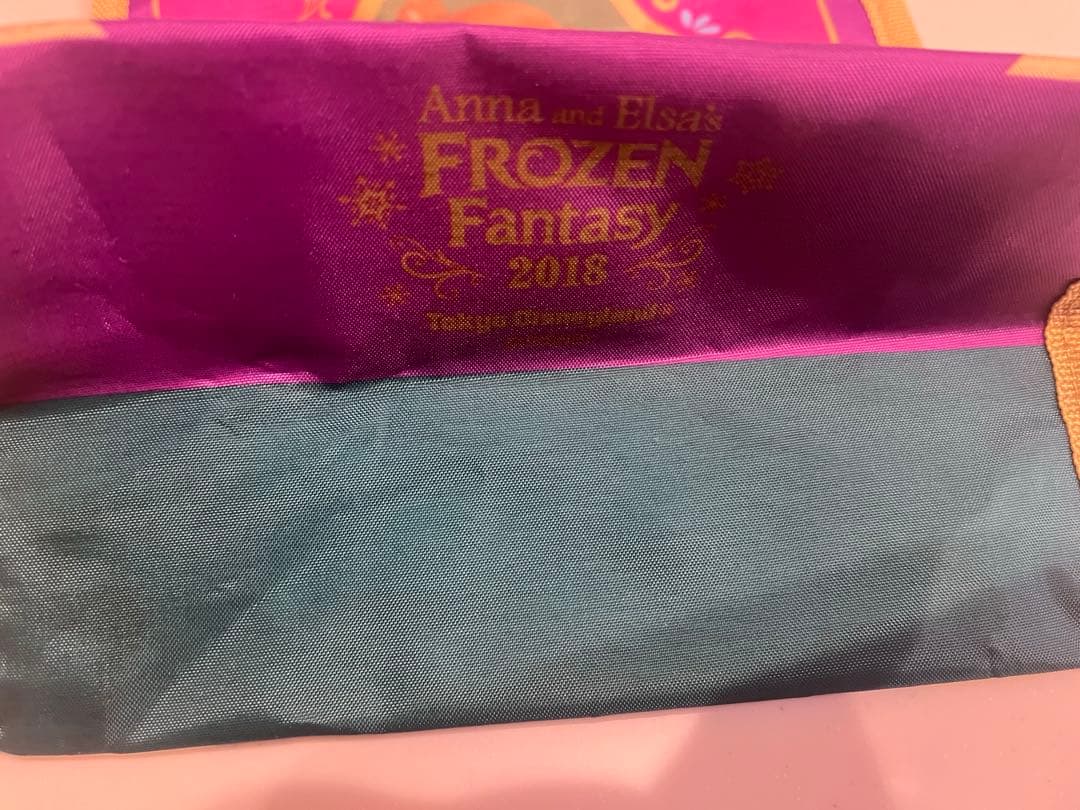 Anna and Elsa's
FROZEN
Fantasy
2018
Tokyo Disneyland®